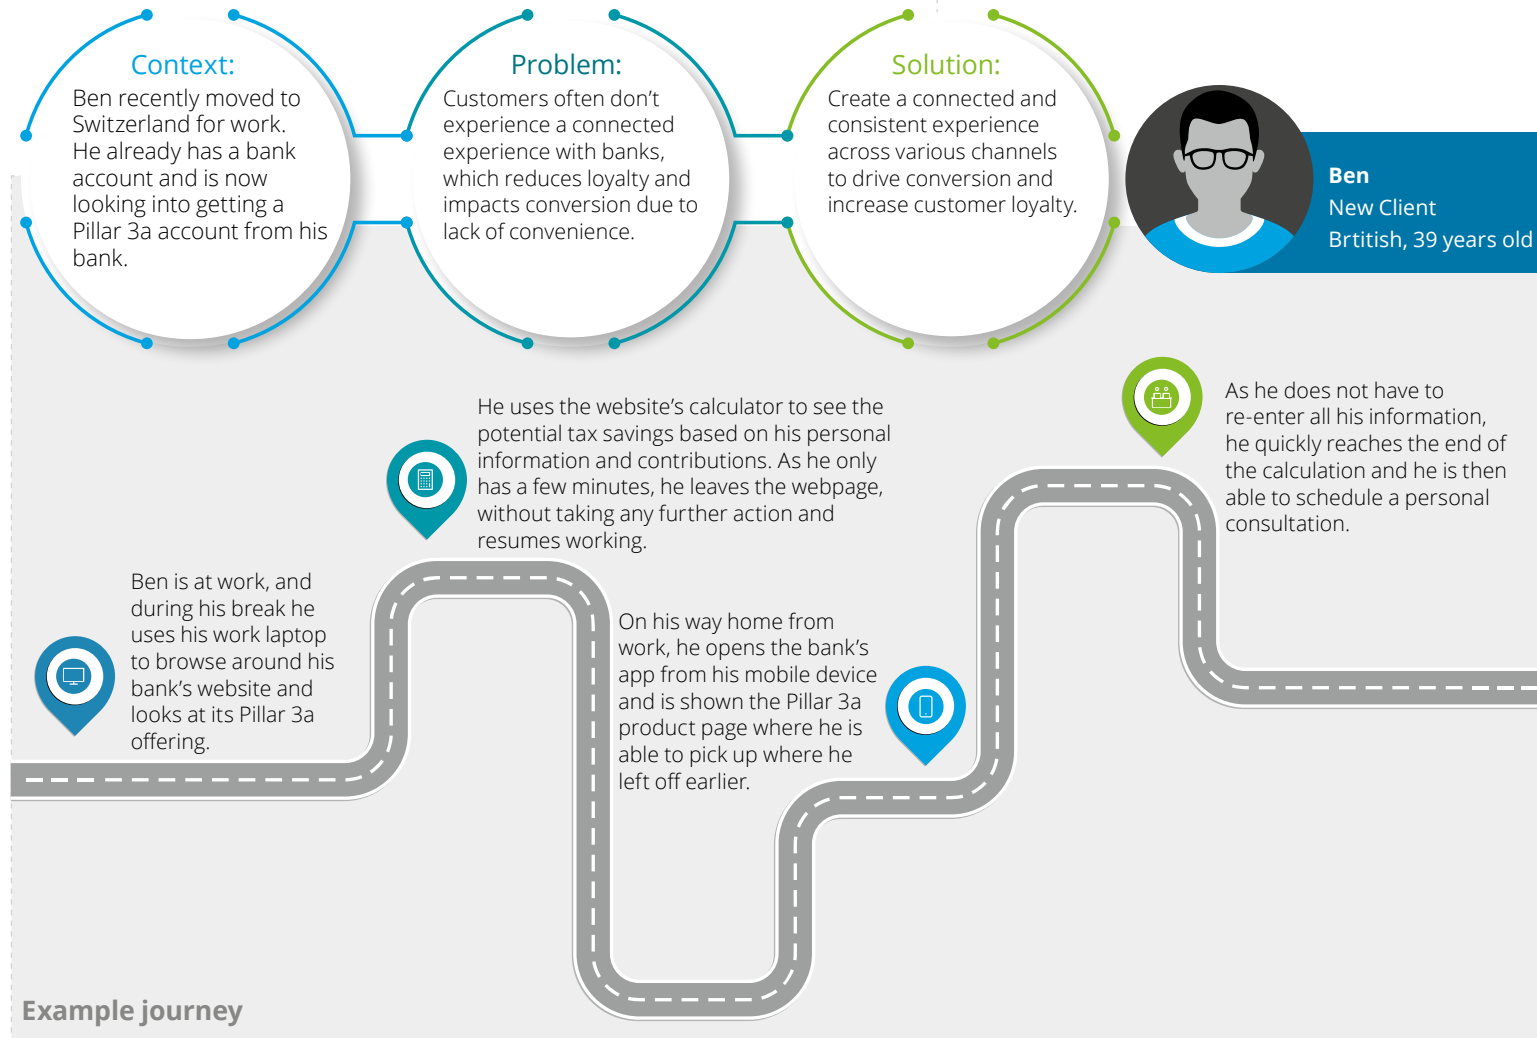 Context:
Ben recently moved to
Switzerland for work.
He already has a bank
account and is now
looking into getting a
Pillar 3a account from his
bank.
Problem:
Customers often don’t
experience a connected
experience with banks,
which reduces loyalty and
impacts conversion due to
lack of convenience.
Solution:
Create a connected and
consistent experience
across various channels
to drive conversion and
increase customer loyalty.
Ben
New Client
Brtitish, 39 years old
Ben is at work, and
during his break he
uses his work laptop
to browse around his
bank’s website and
looks at its Pillar 3a
offering.
He uses the website’s calculator to see the
potential tax savings based on his personal
information and contributions. As he only
has a few minutes, he leaves the webpage,
without taking any further action and
resumes working.
On his way home from
work, he opens the bank’s
app from his mobile device
and is shown the Pillar 3a
product page where he is
able to pick up where he
left off earlier.
As he does not have to
re-enter all his information,
he quickly reaches the end of
the calculation and he is then
able to schedule a personal
consultation.
Example journey